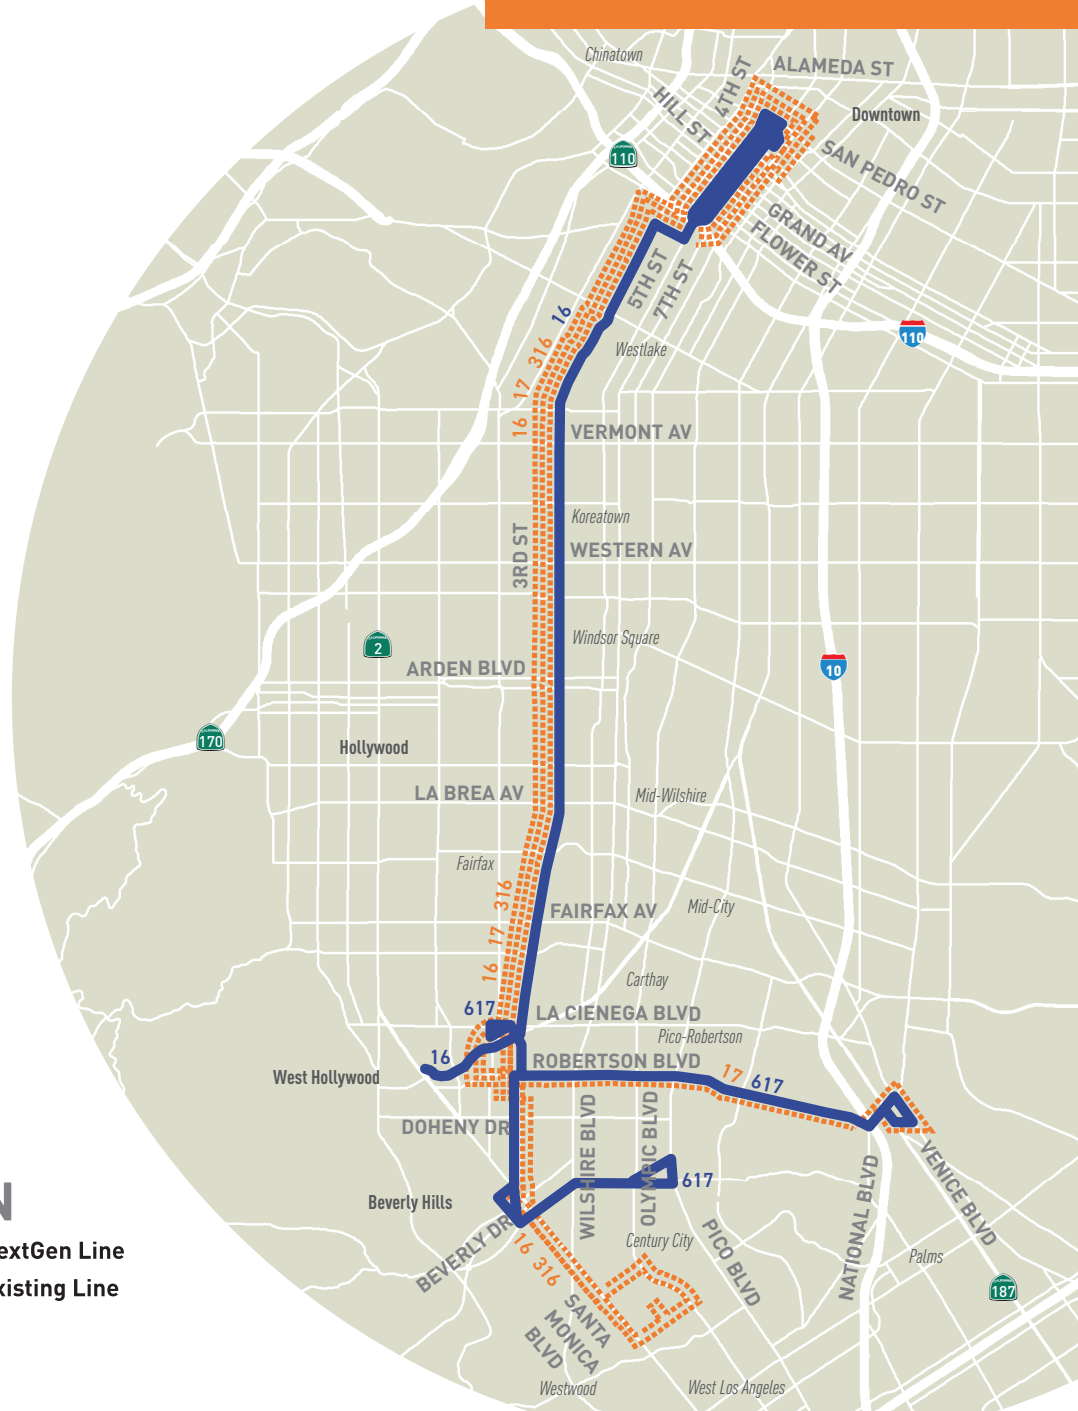 Chinatown
4TH ST
ALAMEDA ST
HILL ST
Downtown
CALIFORNIA
110
SAN PEDRO ST
GRAND AV
FLOWER ST
5TH ST
7TH ST
16
110
316
Westlake
17
16
VERMONT AV
Koreatown
3RD ST
WESTERN AV
Windsor Square
CALIFORNIA
2
ARDEN BLVD
10
CALIFORNIA
170
Hollywood
LA BREA AV
Mid-Wilshire
Fairfax
316
FAIRFAX AV
Mid-City
17
16
Carthay
617
LA CIENEGA BLVD
Pico-Robertson
16
ROBERTSON BLVD
West Hollywood
17
617
DOHENY DR
WILSHIRE BLVD
OLYMPIC BLVD
617
VENICE BLVD
NATIONAL BLVD
Beverly Hills
BEVERLY DR
16
316
Century City
PICO BLVD
Palms
CALIFORNIA
187
SANTA
MONICA
BLVD
Westwood
West Los Angeles
N
extGen Line
xisting Line